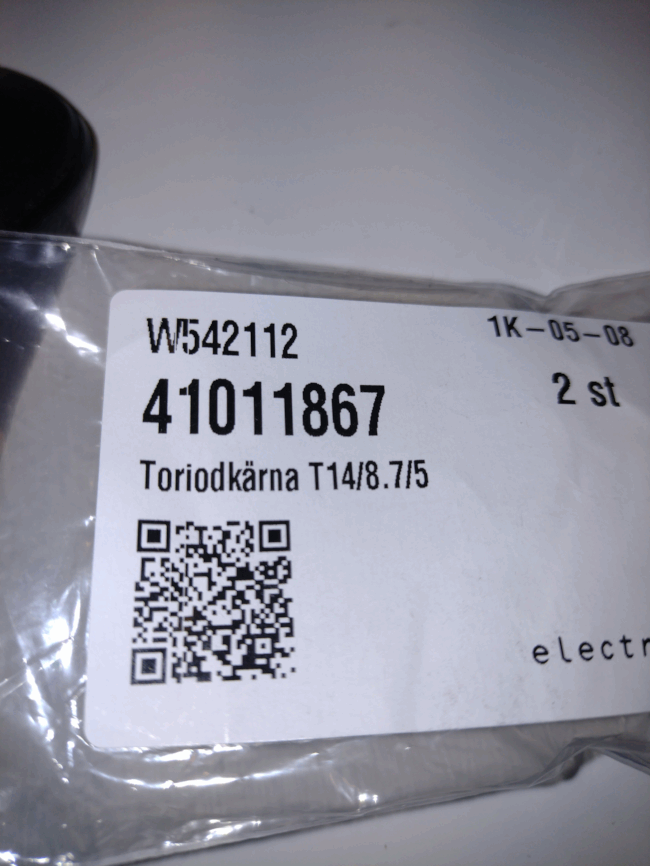 W542112
1K-05-08
41011867
2 st
Toriodkärna T14/8.7/5
electr